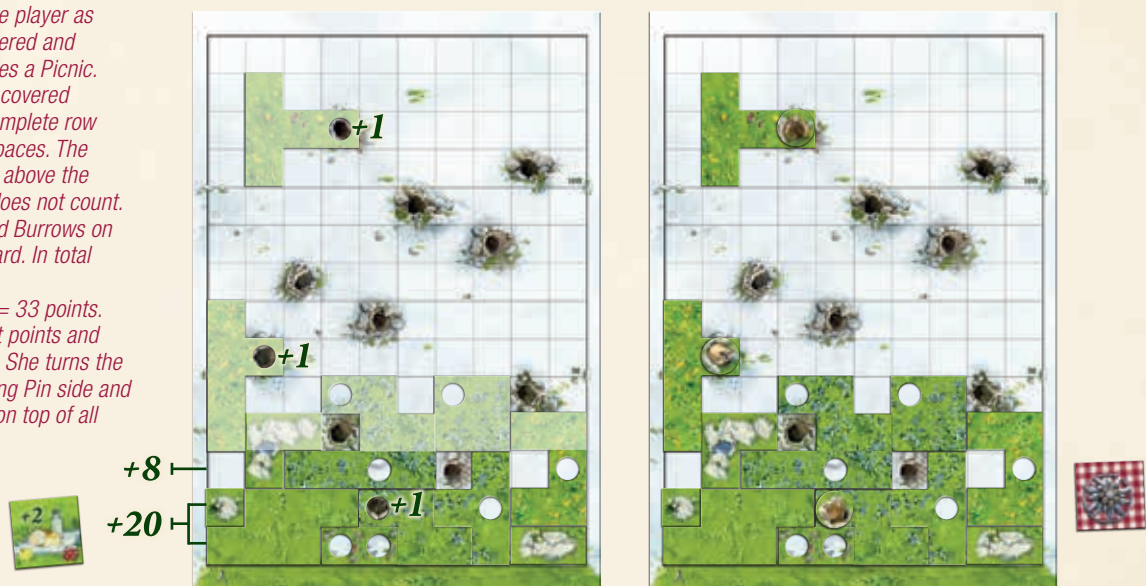 e player as
ered and
es a Picnic.
covered
mplete row
paces. The
above the
does not count.
d Burrows on
ard. In total
= 33 points.
t points and
She turns the
ng Pin side and
on top of all
+1
+1
+8
+1
+20
+2